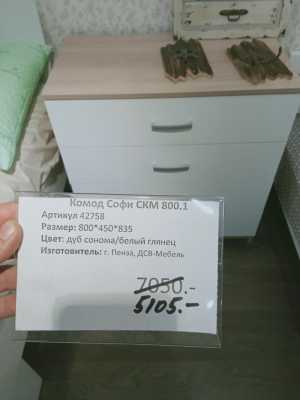 Комод Софи СКМ 800.1
Артикул 42758
Размер: 800*450*835
Цвет: дуб сонома/белый глянец
Изготовитель: г. Пенза, ДСВ-Мебель
7050.-
5105.-